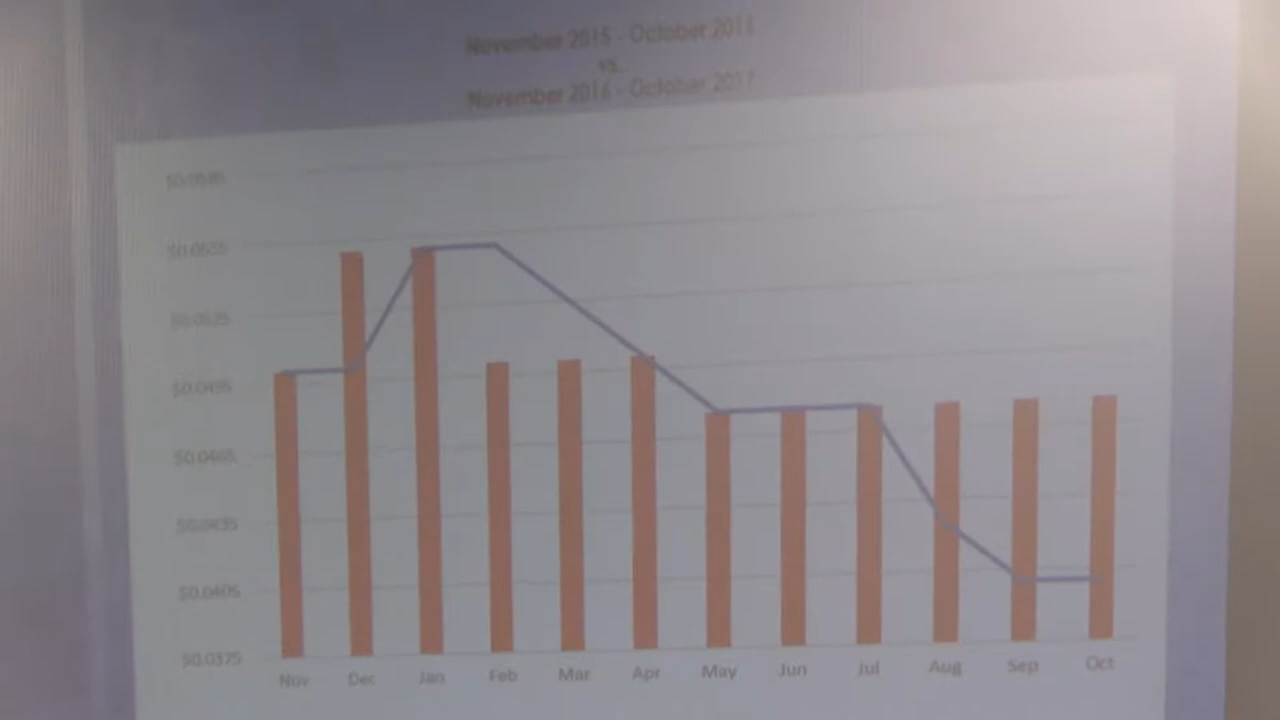 November 2015 - October 2016
vs.
November 2016 - October 2017
$0.0585
$0.0555
$0.0525
$0.0495
$0.0465
$0.0435
$0.0405
$0.0375
Nov Dec Jan Feb Mar Apr May Jun Jul Aug Sep Oct